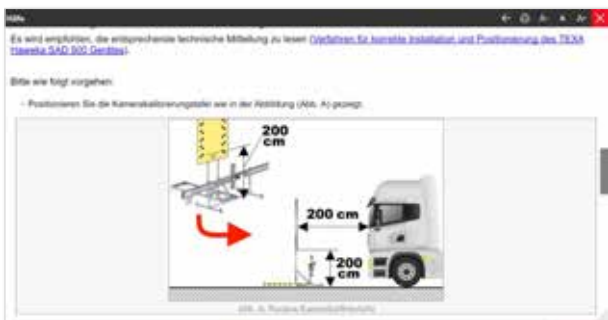 Hilfe
Es wird empfohlen, die entsprechende technische Mitteilung zu lesen (Verfahren für korrekte Installation und Positionierung des TEXA
Haweka SAD 900 Gerätes).
Bitte wie folgt vorgehen:
- Positionieren Sie die Kamerakalibrierungstafel wie in der Abbildung (Abb. A) gezeigt.
200
cm
200 cm
200
cm